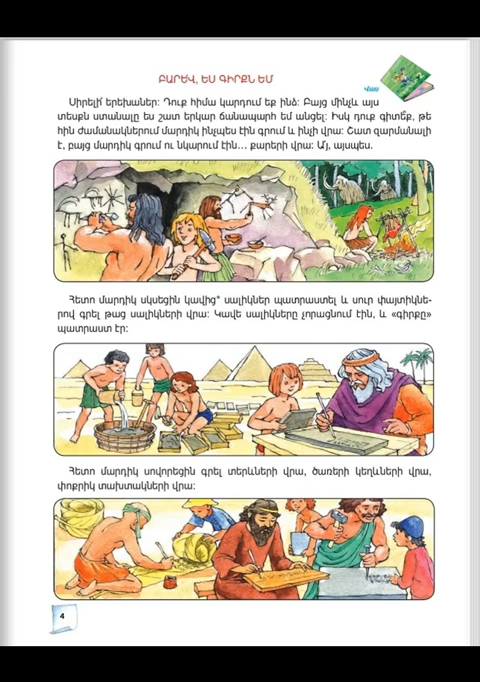 ԲԱՐԵՎ, ԵՍ ԳԻՐՔՆ ԵՄ
Սիրելի՛ երեխաներ: Դուք հիմա կարդում եք ինձ: Բայց մինչև այս
տեսքն ստանալը ես շատ երկար ճանապարհ եմ անցել: Իսկ դուք գիտե՞ք, թե
հին ժամանակներում մարդիկ ինչպես էին գրում և ինչի վրա: Շատ զարմանալի
է, բայց մարդիկ գրում ու նկարում էին… քարերի վրա: Ա՛յ, այսպես.
Հետո մարդիկ սկսեցին կավից* սալիկներ պատրաստել և սուր փայտիկնե-
րով գրել թաց սալիկների վրա: Կավե սալիկները չորացնում էին, և «գիրքը»
պատրաստ էր:
Հետո մարդիկ սովորեցին գրել տերևների վրա, ծառերի կեղևների վրա,
փոքրիկ տախտակների վրա:
4